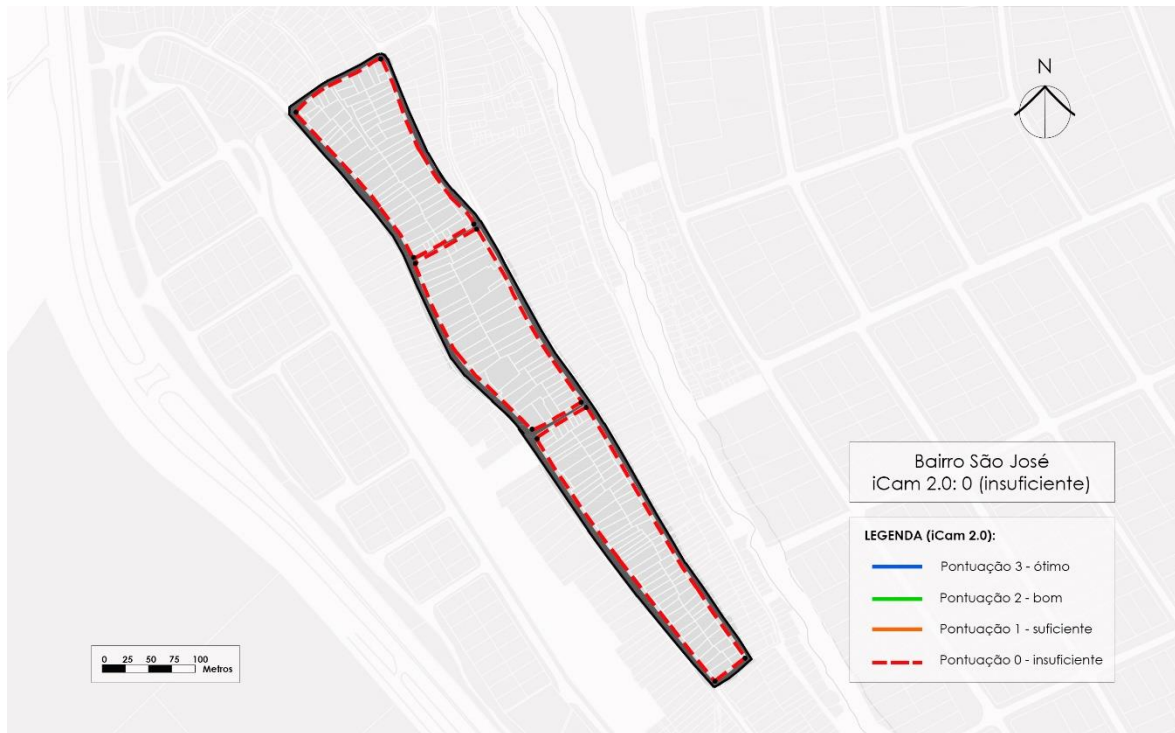 N
Bairro São José
iCam 2.0: 0 (insuficiente)
LEGENDA (iCam 2.0):
Pontuação 3 - ótimo
Pontuação 2 - bom
Pontuação 1 - suficiente
Pontuação 0 - insuficiente
0 25 50 75 100
Metros